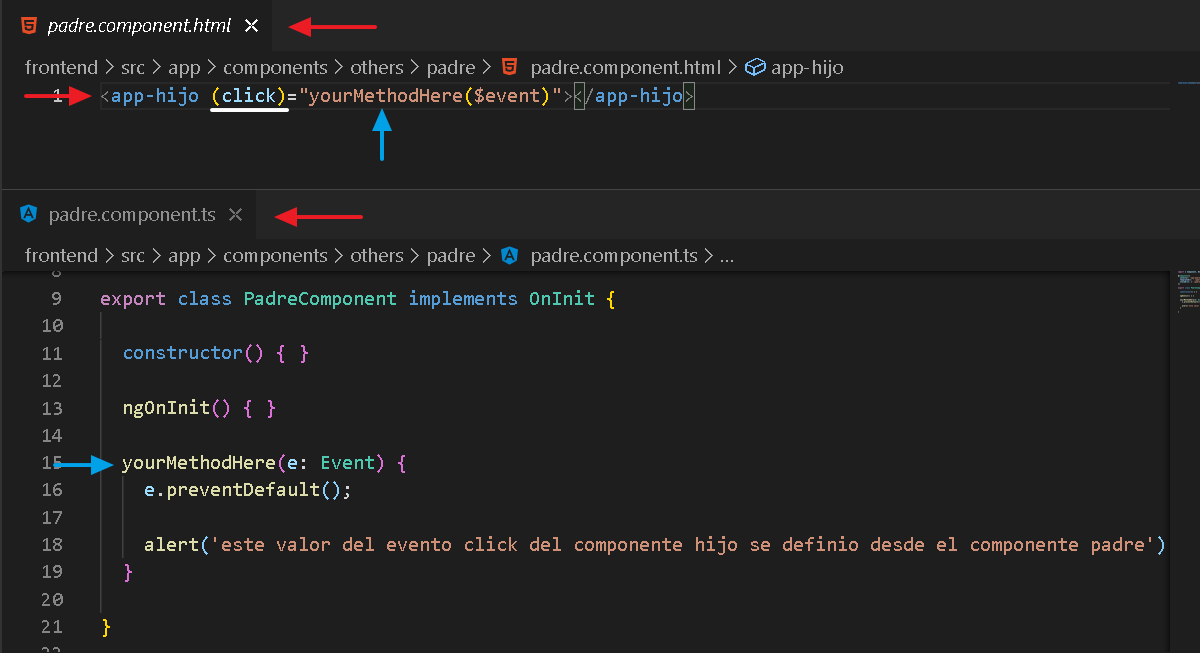 padre.component.html
frontend > src > app > components > others > padre > padre.component.html > app-hijo
1 <app-hijo (click)="yourMethodHere($event)"></app-hijo>
padre.component.ts
frontend > src > app > components > others > padre > padre.component.ts > ...
8
9 export class PadreComponent implements OnInit {
10
11 constructor() { }
12
13 ngOnInit() { }
14
15 yourMethodHere(e: Event) {
16 e.preventDefault();
17
18 alert('este valor del evento click del componente hijo se definio desde el componente padre')
19 }
20
21 }
22